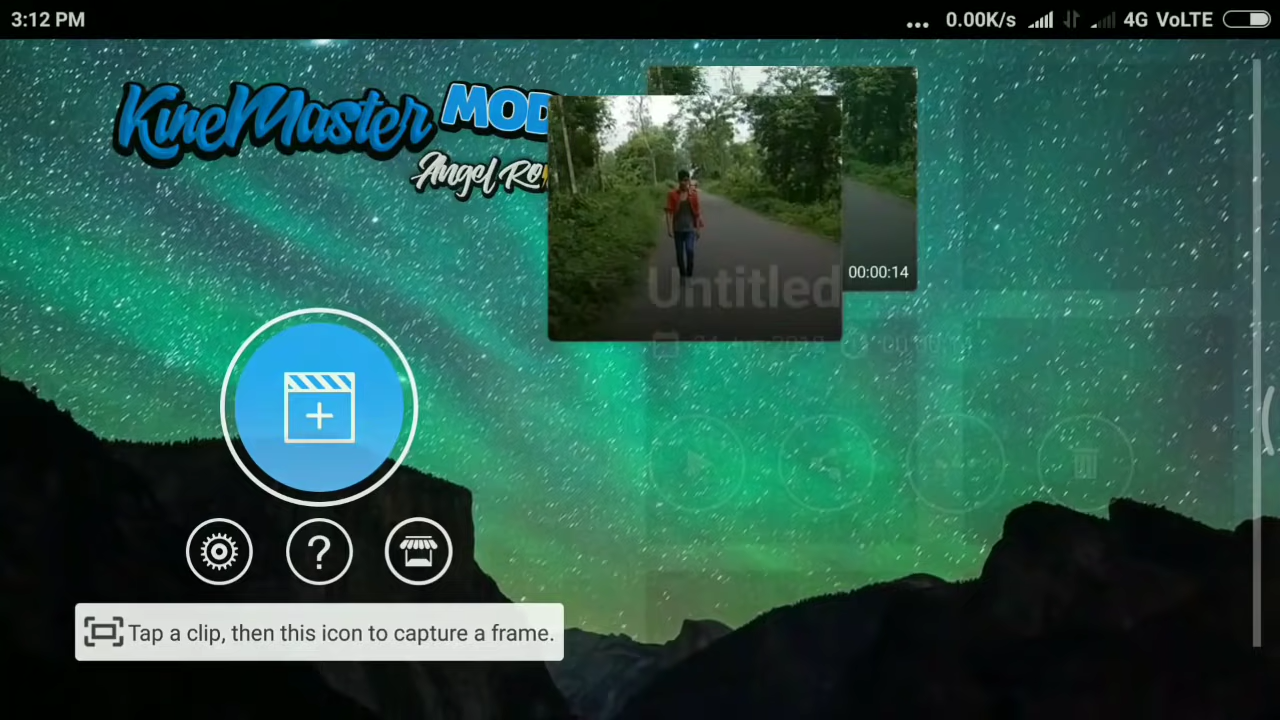 3:12 PM
... 0.00K/s 4G VoLTE
KineMaster MOD
Angel
00:00:14
Untitled
?
Tap a clip, then this icon to capture a frame.